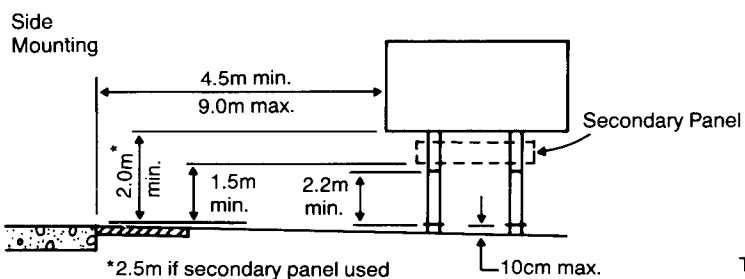 Side
Mounting
4.5m min.
9.0m max.
Secondary Panel
2.0m*
min.
1.5m
min.
2.2m
min.
*2.5m if secondary panel used
10cm max.
T